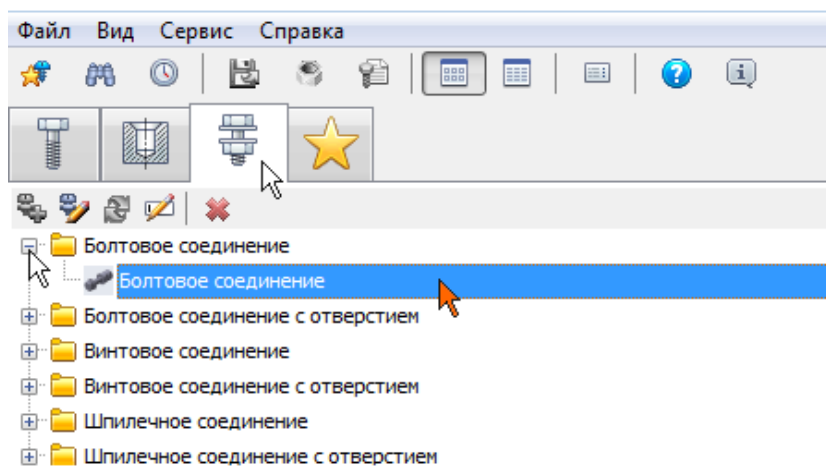 Файл Вид Сервис Справка
Болтовое соединение
Болтовое соединение
Болтовое соединение с отверстием
Винтовое соединение
Винтовое соединение с отверстием
Шпилечное соединение
Шпилечное соединение с отверстием